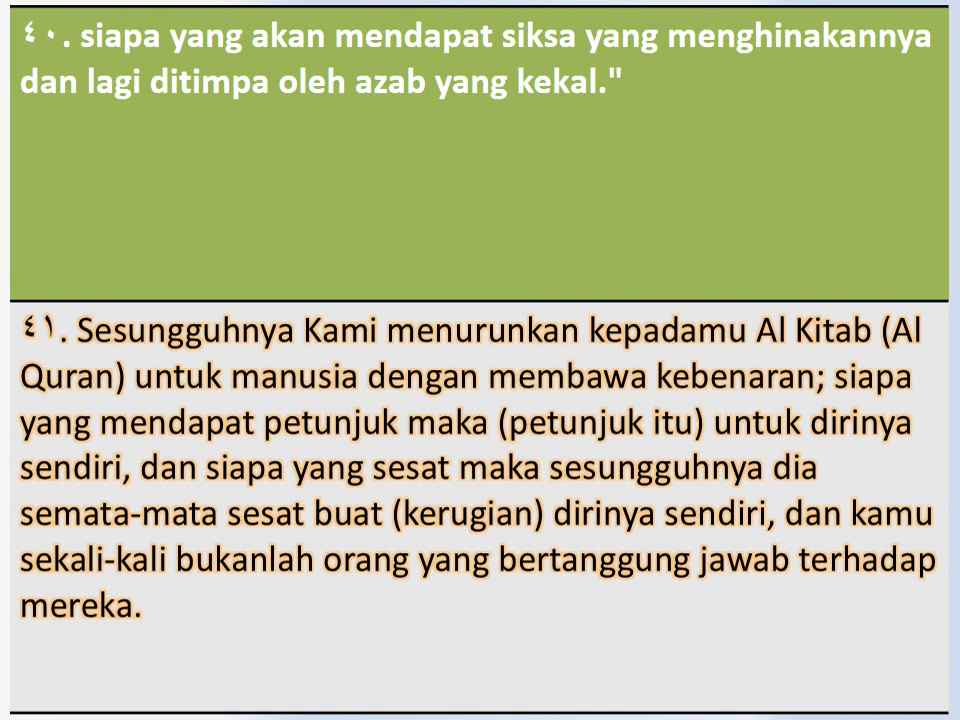 ٤٠. siapa yang akan mendapat siksa yang menghinakannya
dan lagi ditimpa oleh azab yang kekal."
٤١. Sesungguhnya Kami menurunkan kepadamu Al Kitab (Al
Quran) untuk manusia dengan membawa kebenaran; siapa
yang mendapat petunjuk maka (petunjuk itu) untuk dirinya
sendiri, dan siapa yang sesat maka sesungguhnya dia
semata-mata sesat buat (kerugian) dirinya sendiri, dan kamu
sekali-kali bukanlah orang yang bertanggung jawab terhadap
mereka.